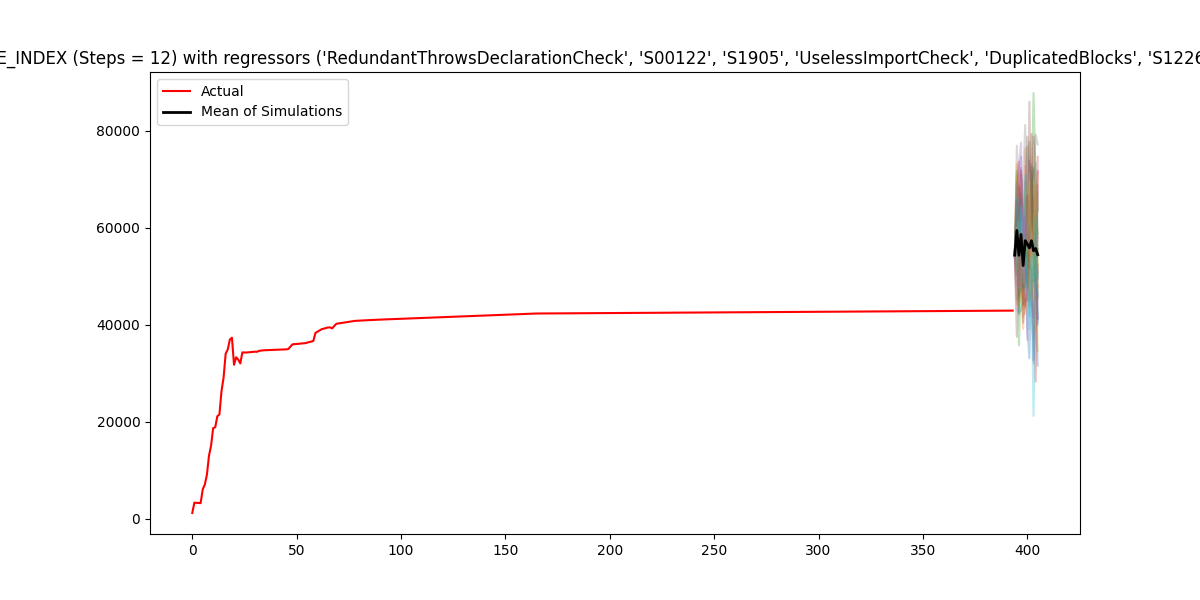 E_INDEX (Steps = 12) with regressors ('RedundantThrowsDeclarationCheck', 'S00122', 'S1905', 'UselessImportCheck', 'DuplicatedBlocks', 'S1226
Actual
Mean of Simulations
80000
60000
40000
20000
0
0 50 100 150 200 250 300 350 400